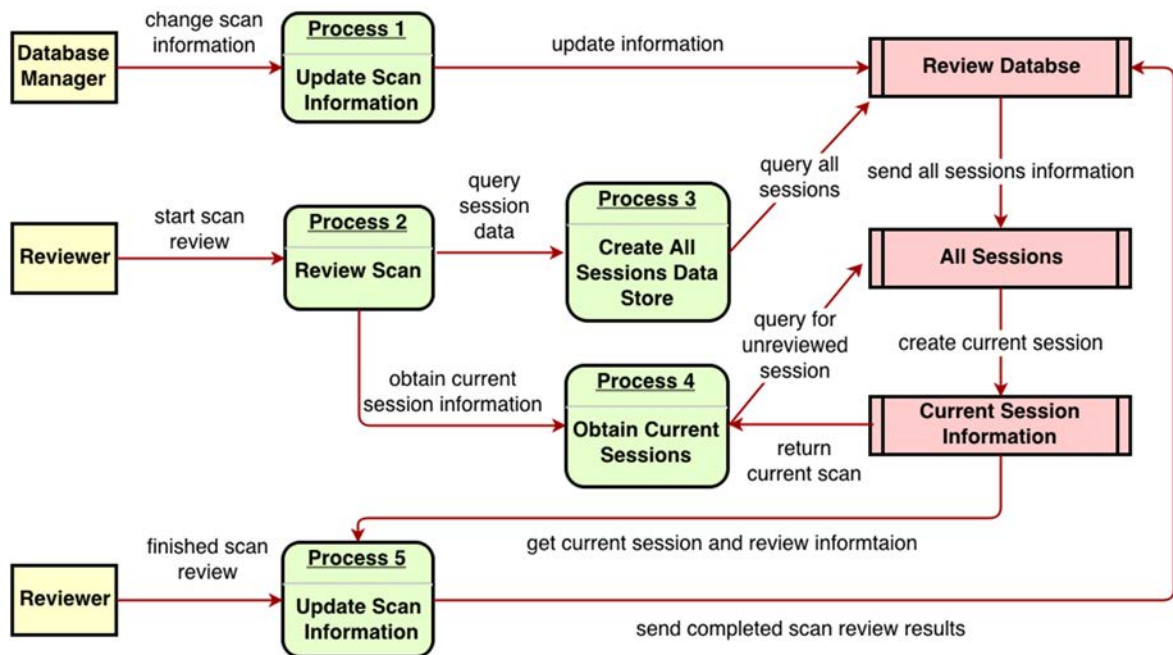 change scan
information
Database
Manager
Process 1
Update Scan
Information
update information
Review Databse
query all
sessions
send all sessions information
start scan
review
Reviewer
Process 2
Review Scan
query
session
data
Process 3
Create All
Sessions Data
Store
All Sessions
query for
unreviewed
session
create current session
obtain current
session information
Process 4
Obtain Current
Sessions
return
current scan
Current Session
Information
get current session and review informtaion
finished scan
review
Reviewer
Process 5
Update Scan
Information
send completed scan review results